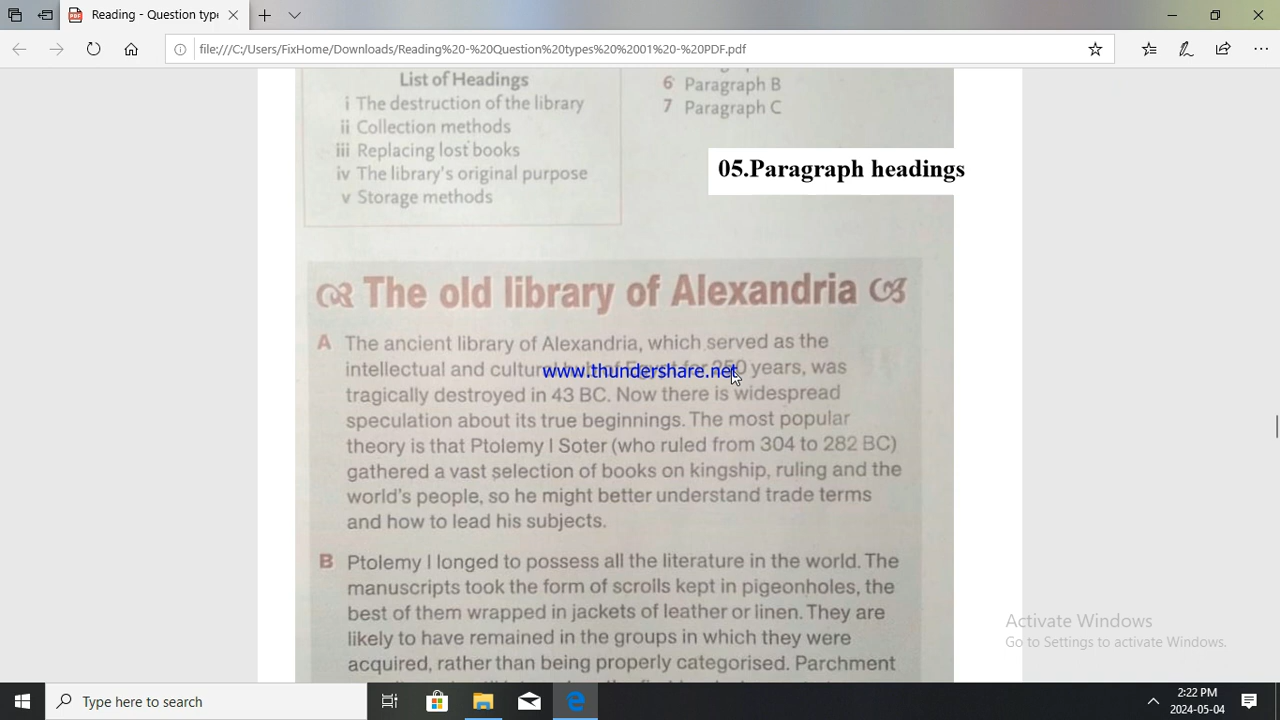 Reading - Question type
file:///C:/Users/FixHome/Downloads/Reading%20-%20Question%20types%20%2001%20-%20PDF.pdf
List of Headings
i The destruction of the library
ii Collection methods
iii Replacing lost books
iv The library's original purpose
v Storage methods
6 Paragraph B
7 Paragraph C
05.Paragraph headings
The old library of Alexandria
A The ancient library of Alexandria, which served as the
intellectual and cultural hub of Egypt for 250 years, was
www.thundershare.net
tragically destroyed in 43 BC. Now there is widespread
speculation about its true beginnings. The most popular
theory is that Ptolemy I Soter (who ruled from 304 to 282 BC)
gathered a vast selection of books on kingship, ruling and the
world's people, so he might better understand trade terms
and how to lead his subjects.
B Ptolemy I longed to possess all the literature in the world. The
manuscripts took the form of scrolls kept in pigeonholes, the
best of them wrapped in jackets of leather or linen. They are
likely to have remained in the groups in which they were
acquired, rather than being properly categorised. Parchment
Activate Windows
Go to Settings to activate Windows.
Type here to search
2:22 PM
2024-05-04